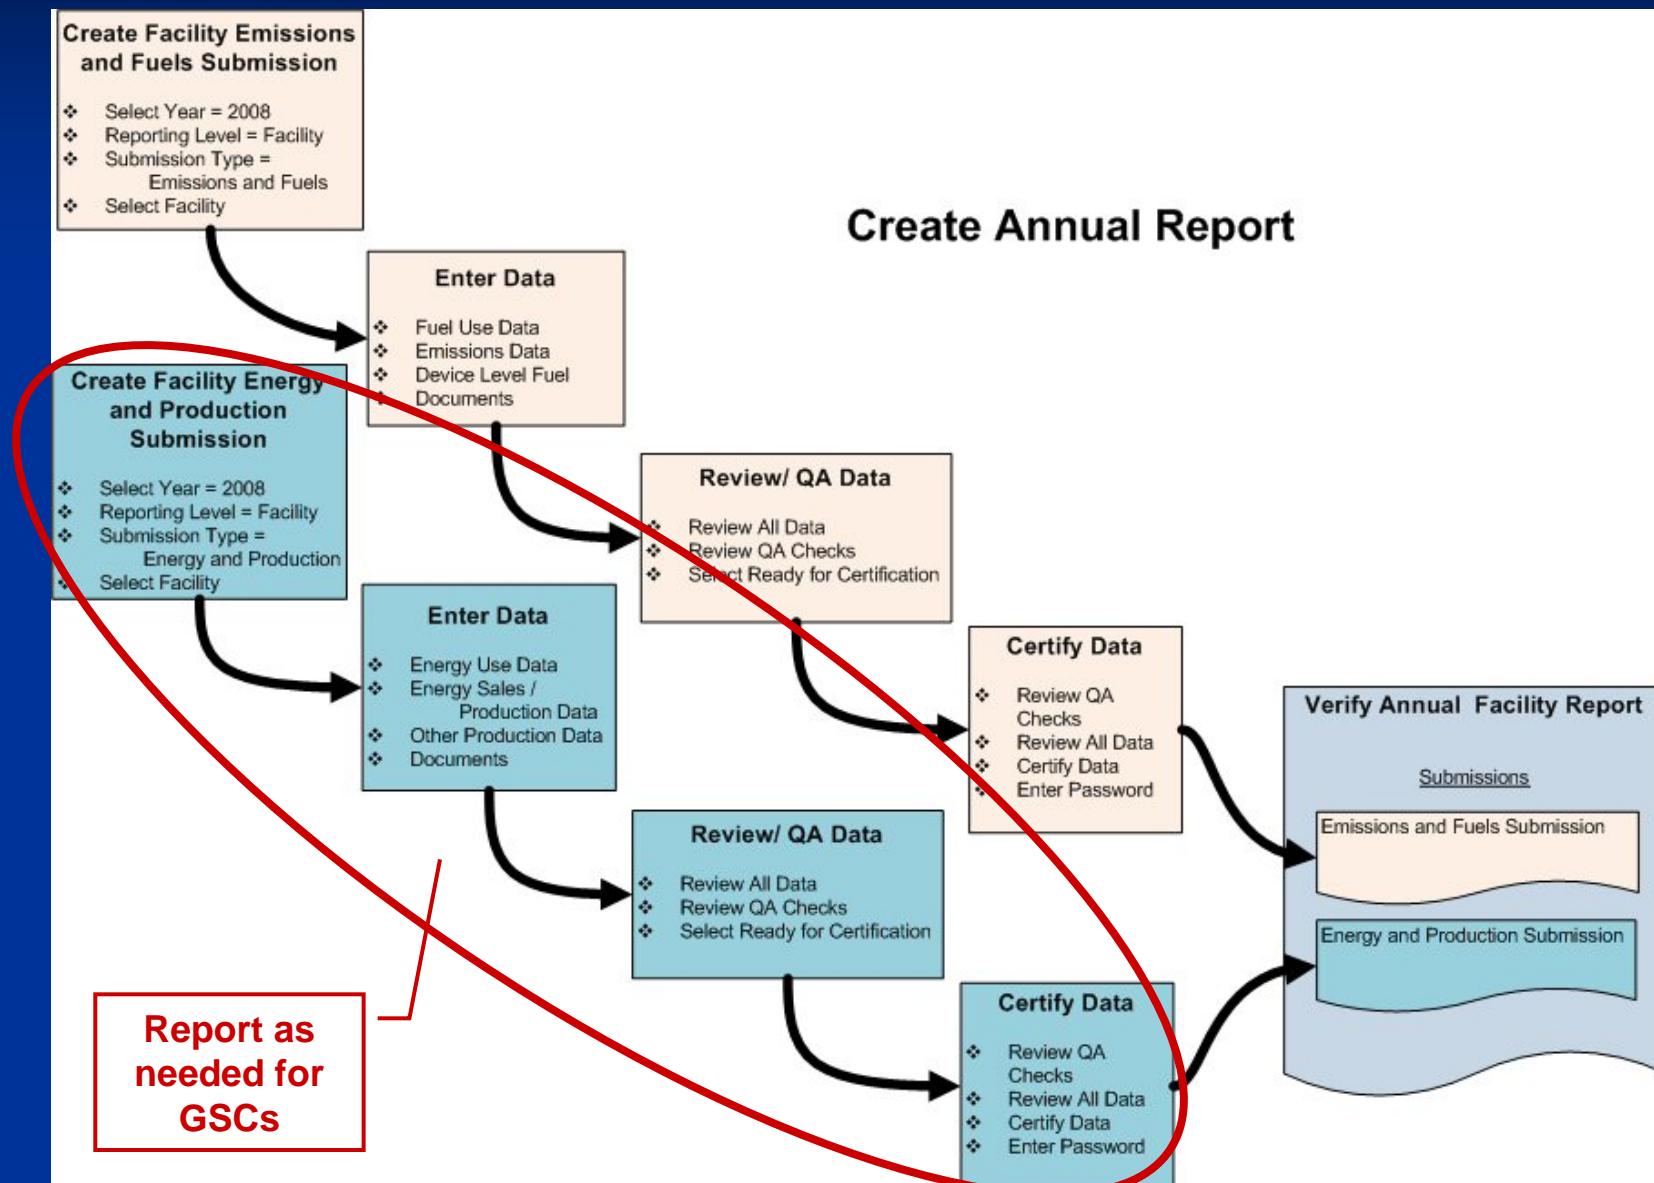 Create Facility Emissions
and Fuels Submission
❖ Select Year = 2008
❖ Reporting Level = Facility
❖ Submission Type =
Emissions and Fuels
❖ Select Facility
Create Annual Report
Enter Data
❖ Fuel Use Data
❖ Emissions Data
❖ Device Level Fuel
❖ Documents
Review/ QA Data
❖ Review All Data
❖ Review QA Checks
❖ Select Ready for Certification
Certify Data
❖ Review QA
Checks
❖ Review All Data
❖ Certify Data
❖ Enter Password
Create Facility Energy
and Production
Submission
❖ Select Year = 2008
❖ Reporting Level = Facility
❖ Submission Type =
Energy and Production
❖ Select Facility
Enter Data
❖ Energy Use Data
❖ Energy Sales /
Production Data
❖ Other Production Data
❖ Documents
Review/ QA Data
❖ Review All Data
❖ Review QA Checks
❖ Select Ready for Certification
Certify Data
❖ Review QA
Checks
❖ Review All Data
❖ Certify Data
❖ Enter Password
Verify Annual Facility Report
Submissions
Emissions and Fuels Submission
Energy and Production Submission
Report as
needed for
GSCs